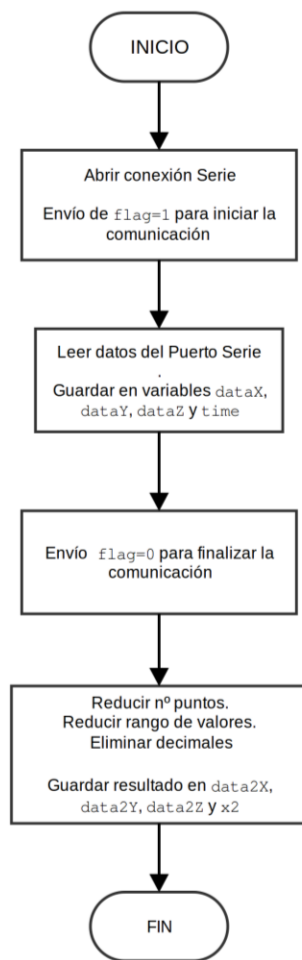 INICIO
Abrir conexión Serie
Envío de flag=1 para iniciar la
comunicación
Leer datos del Puerto Serie
.
Guardar en variables dataX,
dataY, dataZ y time
Envío flag=0 para finalizar la
comunicación
Reducir nº puntos.
Reducir rango de valores.
Eliminar decimales
Guardar resultado en data2X,
data2Y, data2Z y x2
FIN